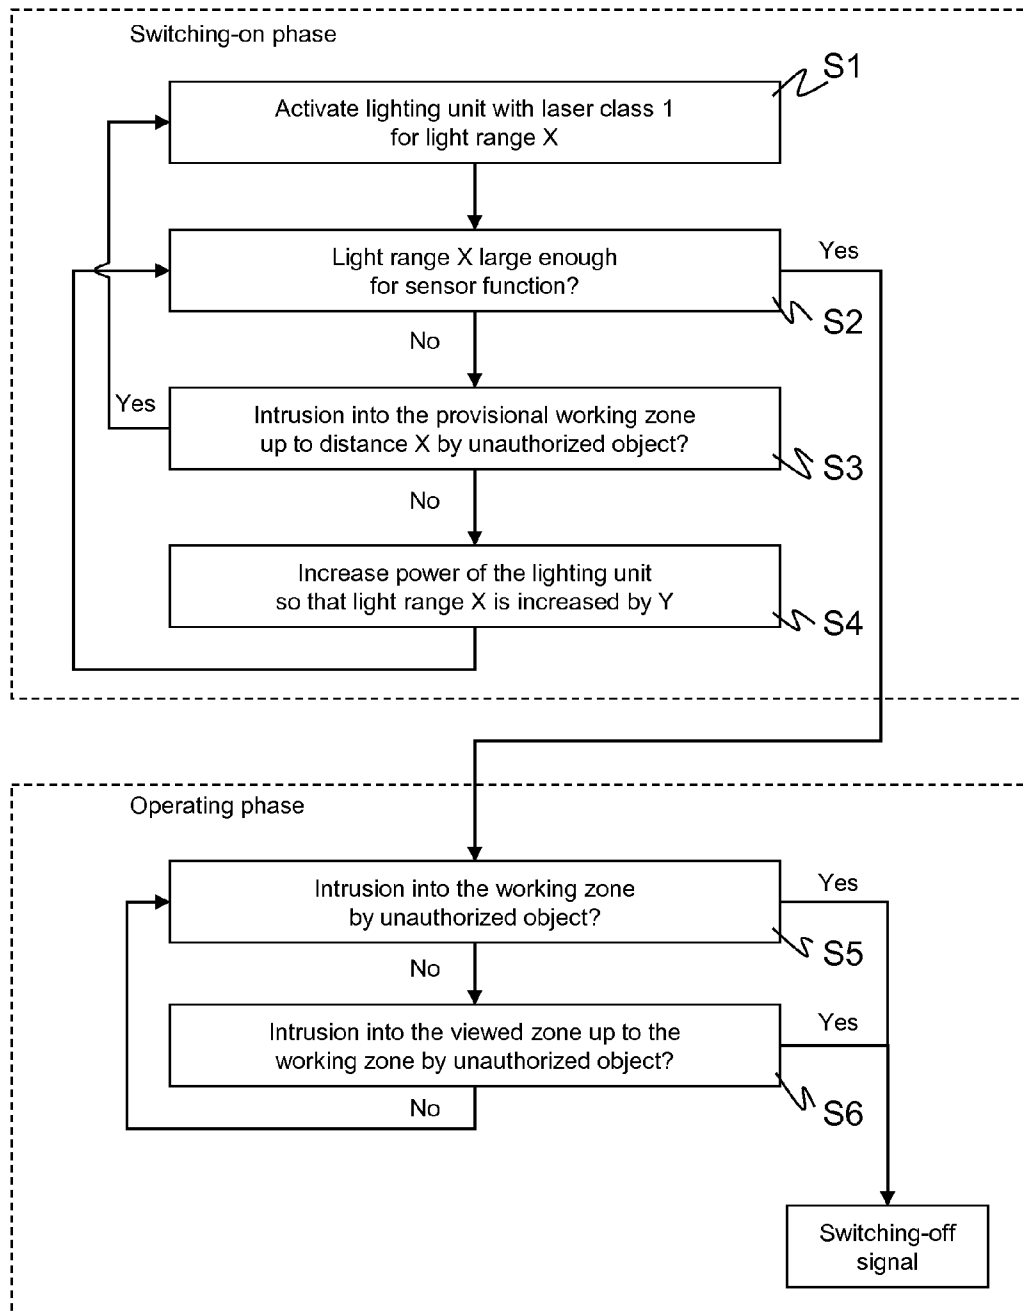 Switching-on phase
S1
Activate lighting unit with laser class 1
for light range X
Light range X large enough
for sensor function?
Yes
S2
No
Yes
Intrusion into the provisional working zone
up to distance X by unauthorized object?
S3
No
Increase power of the lighting unit
so that light range X is increased by Y
S4
Operating phase
Intrusion into the working zone
by unauthorized object?
Yes
S5
No
Intrusion into the viewed zone up to the
working zone by unauthorized object?
Yes
S6
No
Switching-off
signal